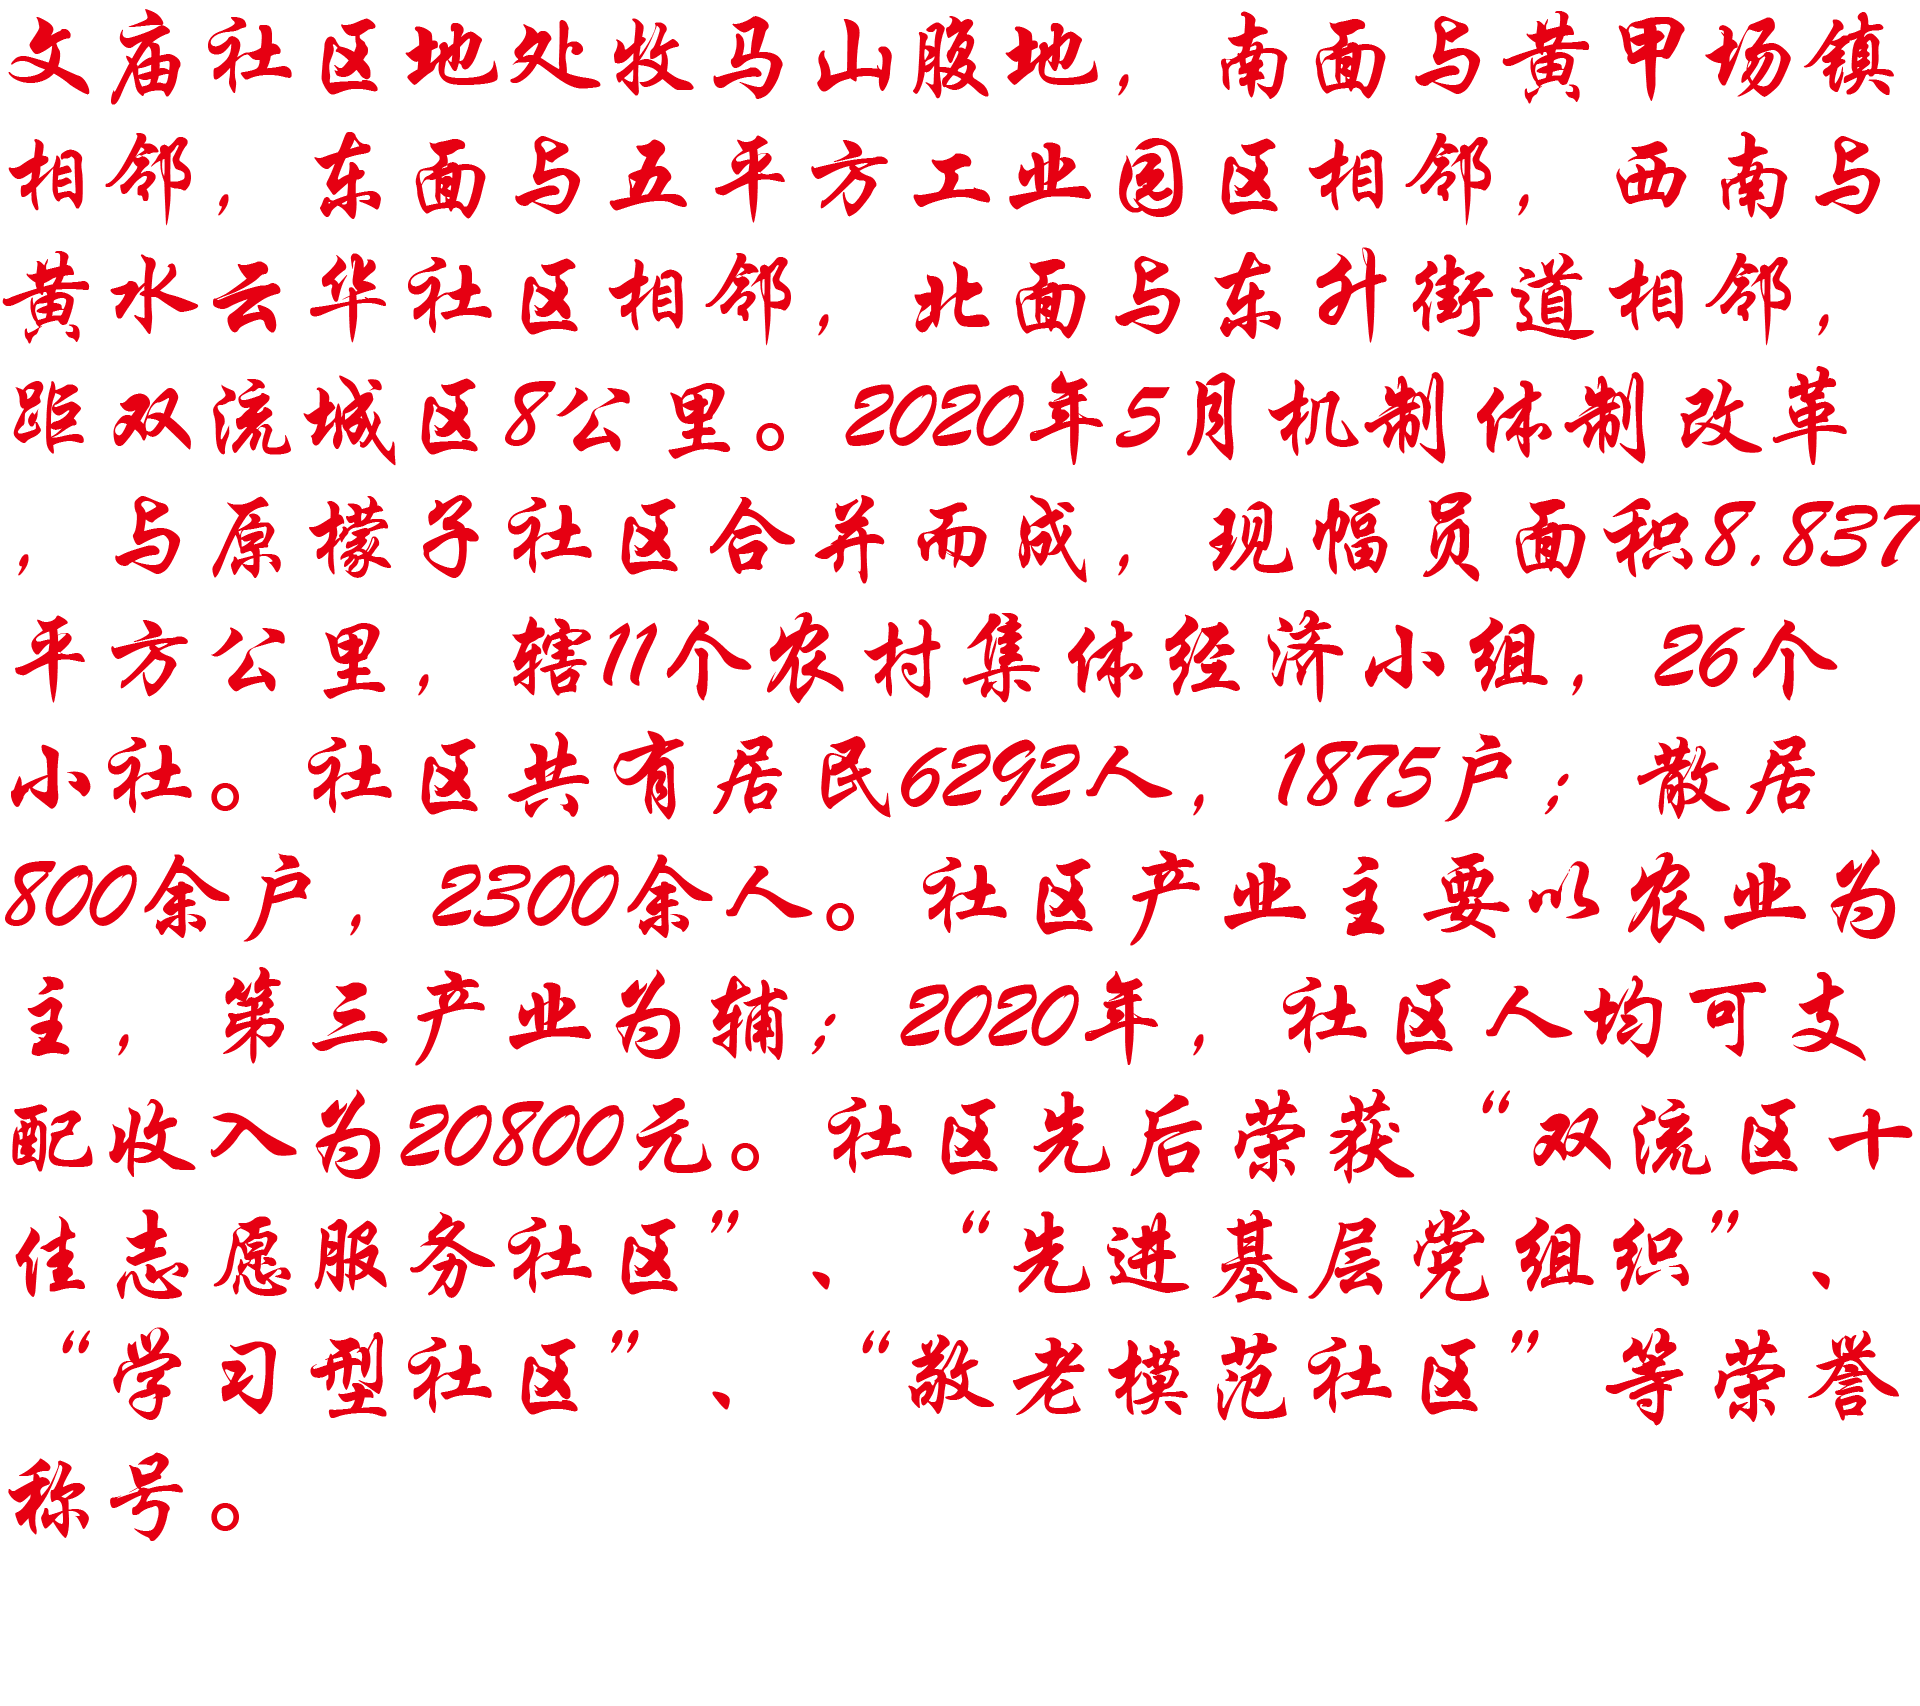 文庙社区地处牧马山腹地，南面与黄甲场镇
相邻，东面与五平方工业园区相邻，西南与
黄水云华社区相邻，北面与东升街道相邻，
距双流城区8公里。2020年5月机制体制改革
，与原檬子社区合并而成，现幅员面积8.837
平方公里，辖11个农村集体经济小组，26个
小社。社区共有居民6292人，1875户；散居
800余户，2300余人。社区产业主要以农业为
主，第三产业为辅；2020年，社区人均可支
配收入为20800元。社区先后荣获“双流区十
佳志愿服务社区”、“先进基层党组织”、
“学习型社区”、“敬老模范社区”等荣誉
称号。